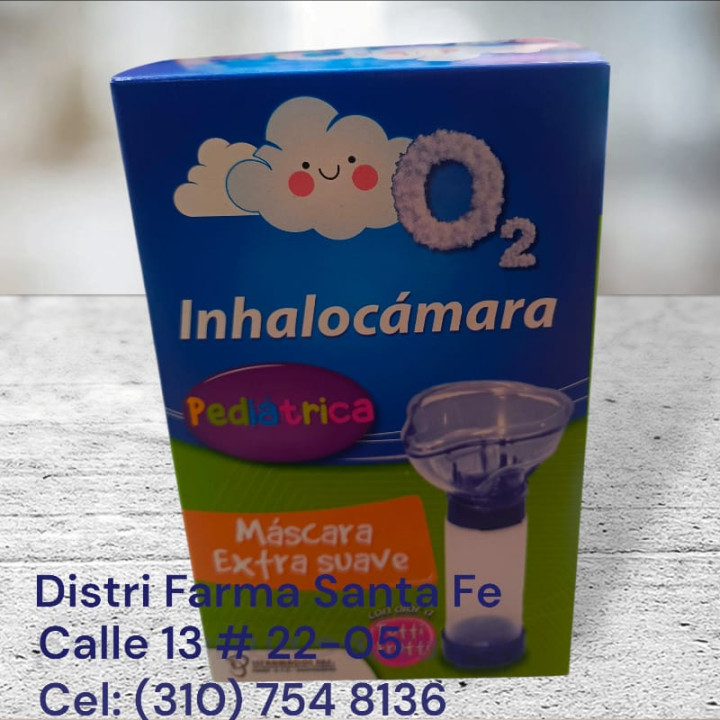 O2
Inhalocámara
Pediátrica
Máscara
Extra suave
Distri Farma Santa Fe
Calle 13 # 22-05
Cel: (310) 754 8136